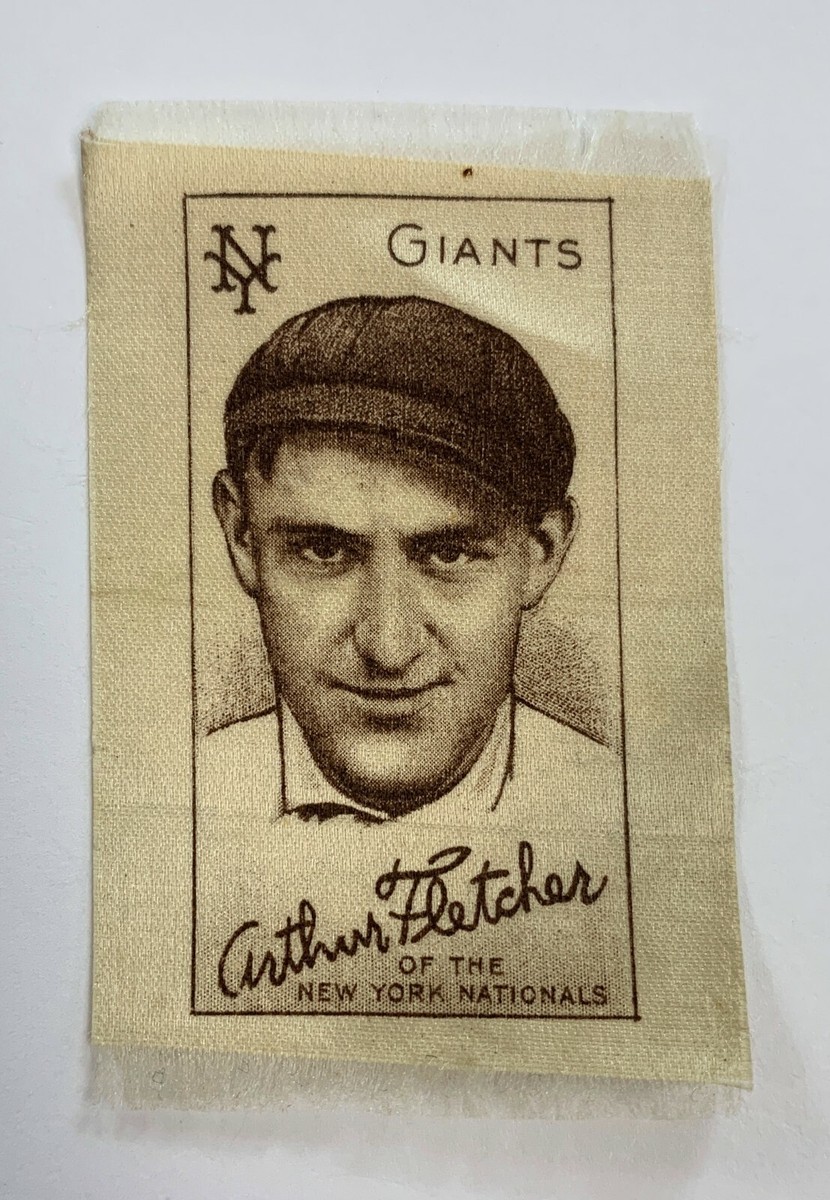 NY GIANTS
Arthur Fletcher
OF THE
NEW YORK NATIONALS